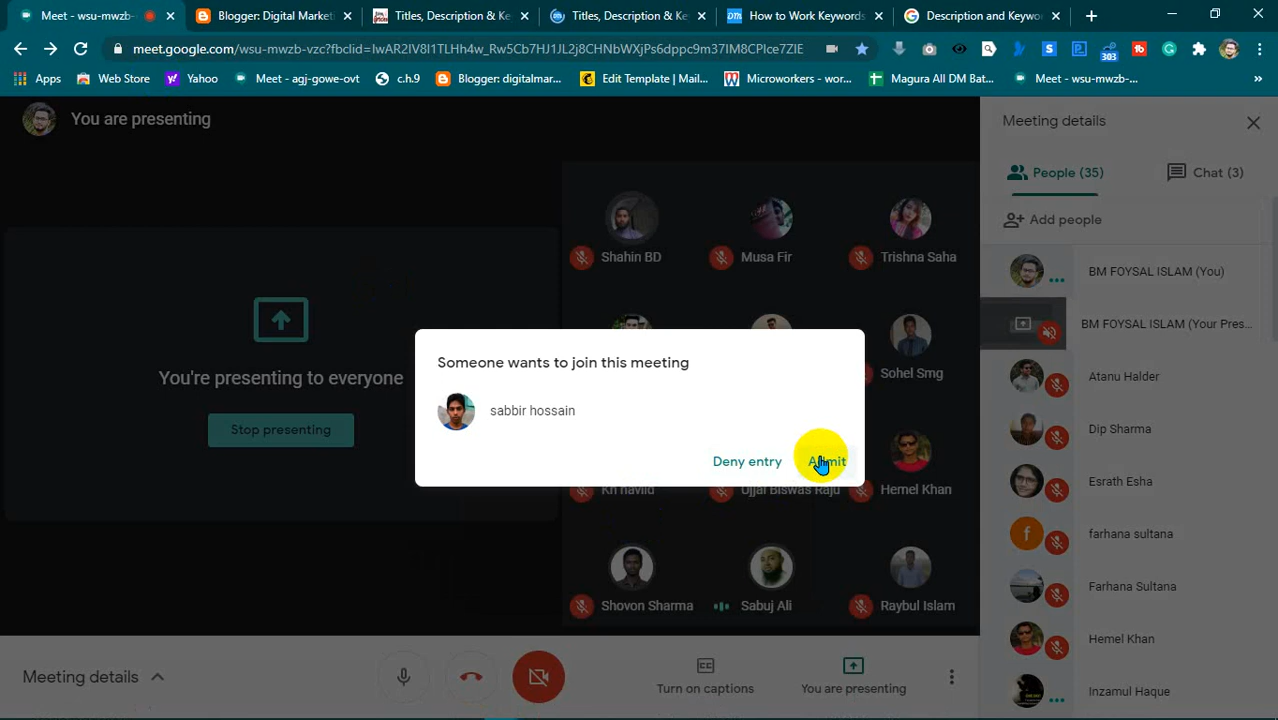 Meet - wsu-mwzb
Blogger: Digital Market
Titles, Description & K
Titles, Description & K
How to Work Keywords
Description and Keywo
meet.google.com/wsu-mwzb-vzc?fbclid=IwAR2IV8l1TLHh4w_Rw5Cb7HJ1JL2j8CHNbWXjPs6dppc9m37IM8CPIce7ZIE
303
Apps
Web Store
Yahoo
Meet - agj-gowe-ovt
c.h.9
Blogger: digitalmar...
Edit Template | Mail...
Microworkers - wor...
Magura All DM Bat...
Meet - wsu-mwzb-...
»
You are presenting
Meeting details
People (35)
Chat (3)
Add people
Shahin BD
Musa Fir
Trishna Saha
BM FOYSAL ISLAM (You)
BM FOYSAL ISLAM (Your Pres...
You're presenting to everyone
Stop presenting
Someone wants to join this meeting
sabbir hossain
Deny entry
Admit
Sohel Smg
Atanu Halder
Dip Sharma
Esrath Esha
Ujjal Biswas Raju
Hemel Khan
f
farhana sultana
Farhana Sultana
Shovon Sharma
Sabuj Ali
Raybul Islam
Hemel Khan
Inzamul Haque
Meeting details
CC
Turn on captions
You are presenting